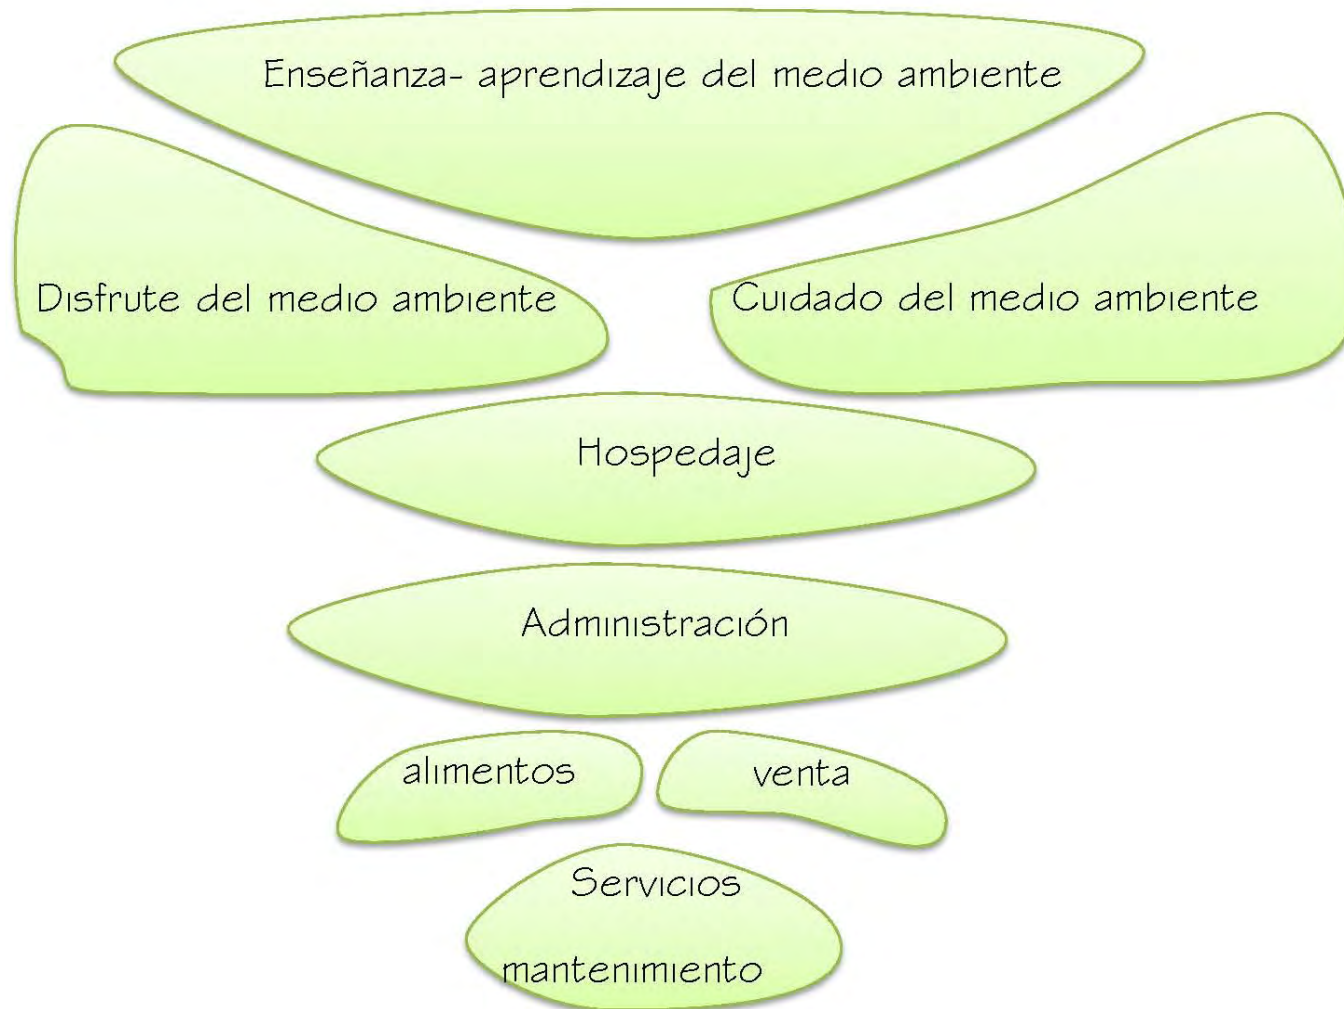 Enseñanza- aprendizaje del medio ambiente
Disfrute del medio ambiente
Cuidado del medio ambiente
Hospedaje
Administración
alimentos
venta
Servicios
mantenimiento